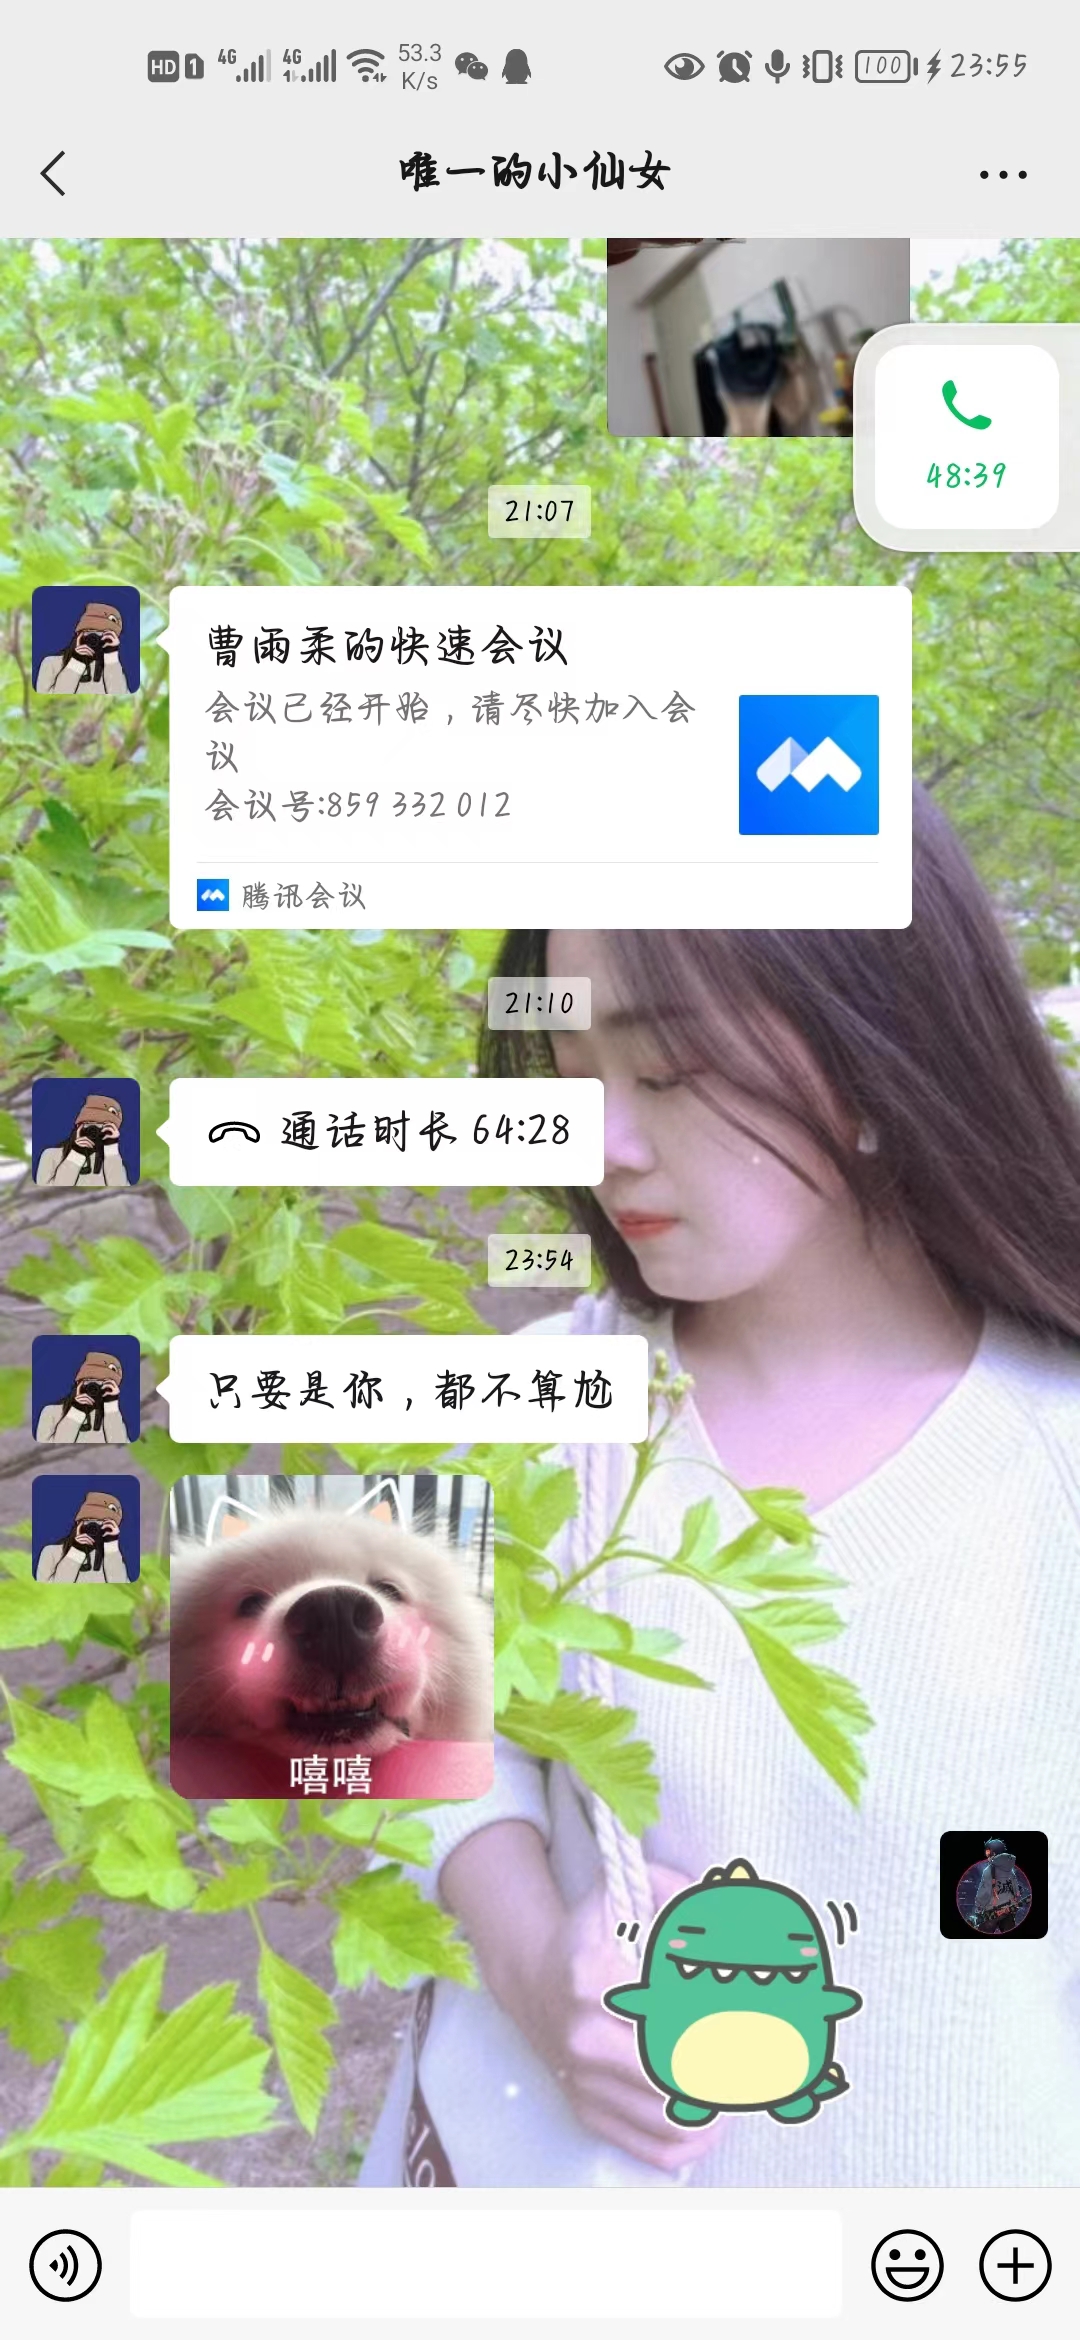 HD 1 4G 4G 53.3 K/s 100 23:55
唯一的小仙女
48:39
21:07
曹雨柔的快速会议
会议已经开始，请尽快加入会
议
会议号:859 332 012
腾讯会议
21:10
通话时长 64:28
23:54
只要是你，都不算尬
嘻嘻